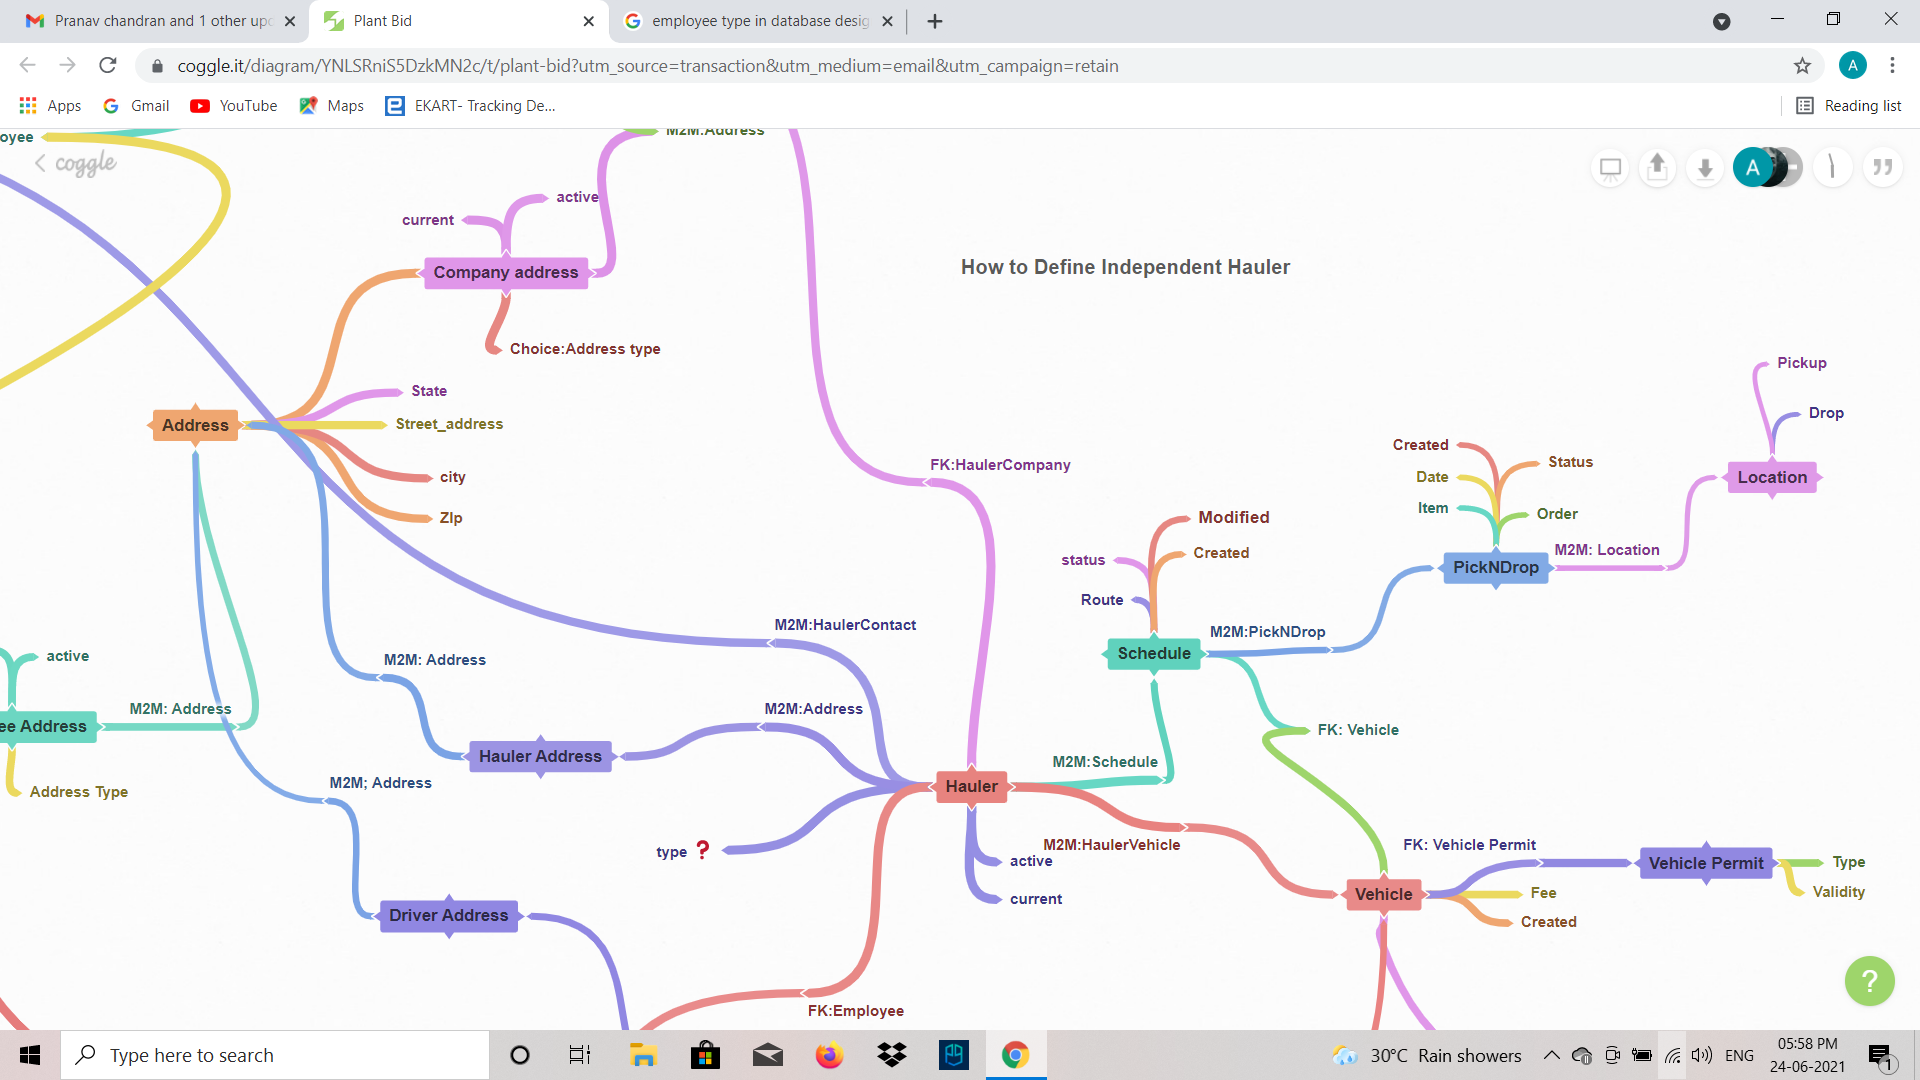 Pranav chandran and 1 other upd
Plant Bid
employee type in database desig
coggle.it/diagram/YNLSRniS5DzkMN2c/t/plant-bid?utm_source=transaction&utm_medium=email&utm_campaign=retain
A
Apps
Gmail
YouTube
Maps
EKART- Tracking De...
Reading list
oyee
coggle
M2M:Address
A
active
current
Company address
How to Define Independent Hauler
Choice:Address type
Pickup
State
Drop
Address
Street_address
Created
Status
FK:HaulerCompany
city
Date
Location
Item
Order
ZIp
Modified
M2M: Location
Created
status
PickNDrop
Route
M2M:HaulerContact
M2M:PickNDrop
Schedule
active
M2M: Address
M2M: Address
M2M:Address
ee Address
FK: Vehicle
Hauler Address
M2M:Schedule
M2M; Address
Hauler
Address Type
type ?
M2M:HaulerVehicle
active
FK: Vehicle Permit
Vehicle Permit
Type
Vehicle
Fee
Validity
current
Driver Address
Created
FK:Employee
?
Type here to search
30°C Rain showers
ENG
05:58 PM
24-06-2021
1